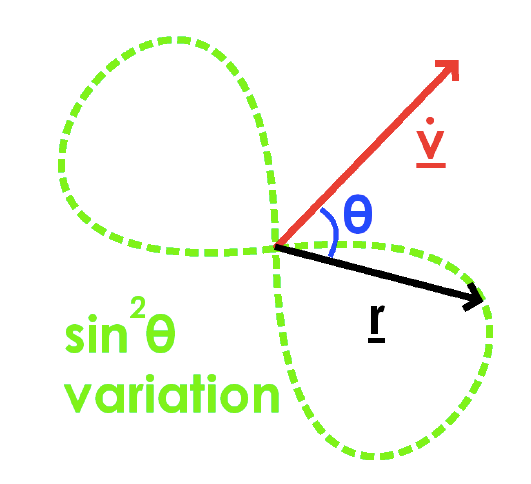 v̇
θ
r
sin²θ
variation